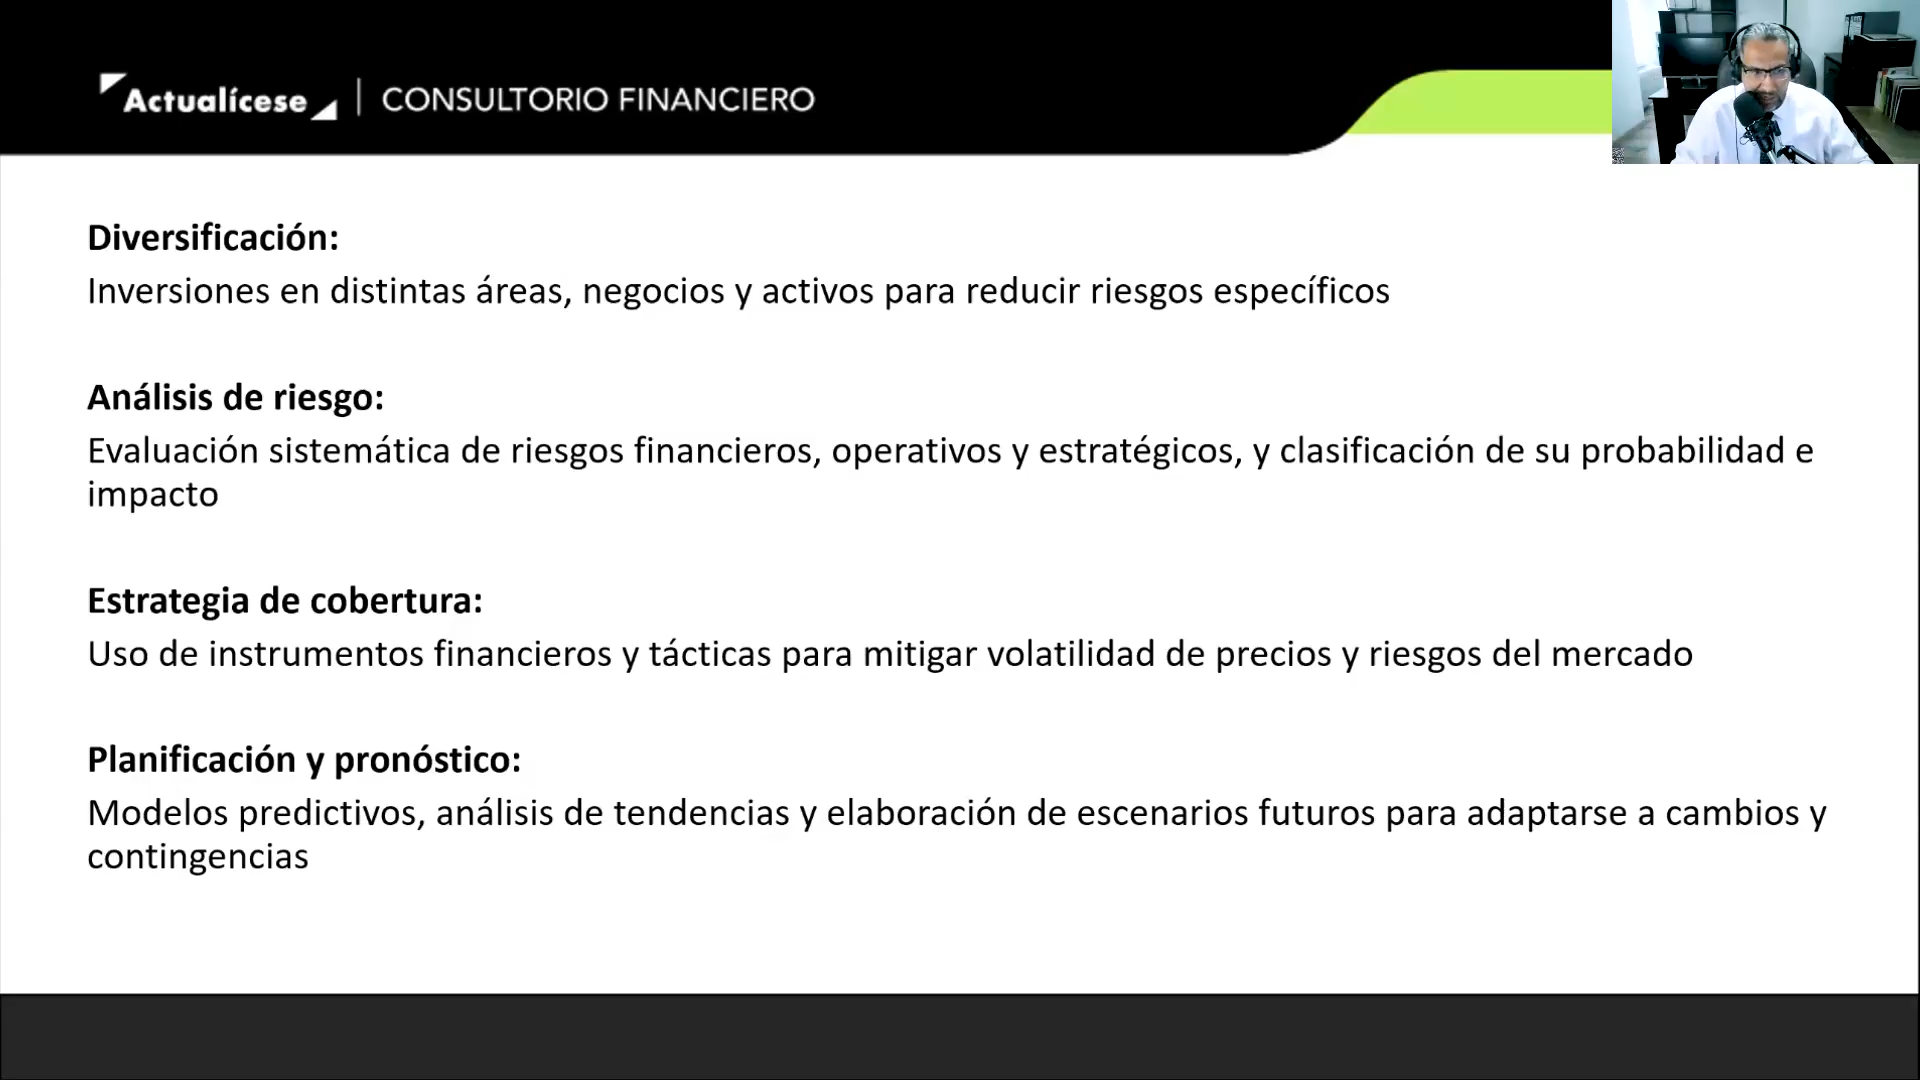 Actualícese | CONSULTORIO FINANCIERO
Diversificación:
Inversiones en distintas áreas, negocios y activos para reducir riesgos específicos
Análisis de riesgo:
Evaluación sistemática de riesgos financieros, operativos y estratégicos, y clasificación de su probabilidad e
impacto
Estrategia de cobertura:
Uso de instrumentos financieros y tácticas para mitigar volatilidad de precios y riesgos del mercado
Planificación y pronóstico:
Modelos predictivos, análisis de tendencias y elaboración de escenarios futuros para adaptarse a cambios y
contingencias